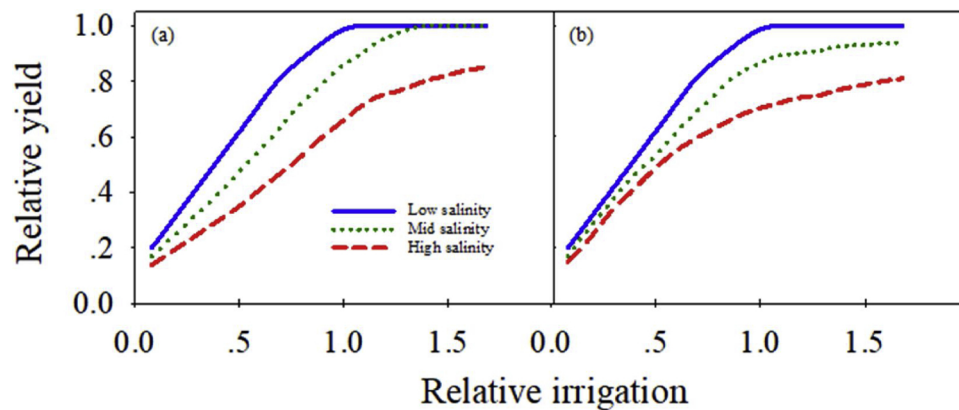 Relative yield
1.0
.8
.6
.4
.2
0.0
(a)
(b)
Low salinity
Mid salinity
High salinity
0.0 .5 1.0 1.5 0.0 .5 1.0 1.5
Relative irrigation